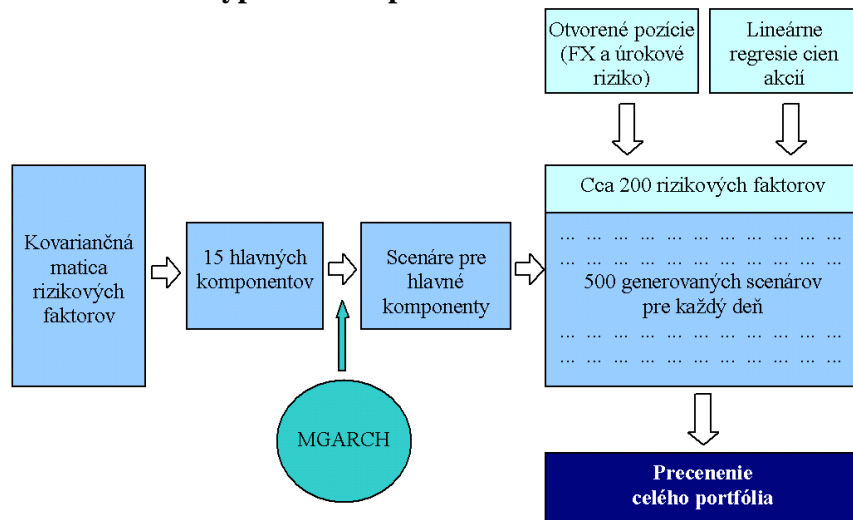 Otvorené pozície
(FX a úrokové
riziko)
Lineárne
regresie cien
akcií
Kovariančná
matica
rizikových
faktorov
15 hlavných
komponentov
Scenáre pre
hlavné
komponenty
Cca 200 rizikových faktorov
... ... ... ... ... ... ... ... ... ... ...
... ... ... ... ... ... ... ... ... ... ...
500 generovaných scenárov
pre každý deň
... ... ... ... ... ... ... ... ... ... ...
... ... ... ... ... ... ... ... ... ... ...
MGARCH
Precenenie
celého portfólia